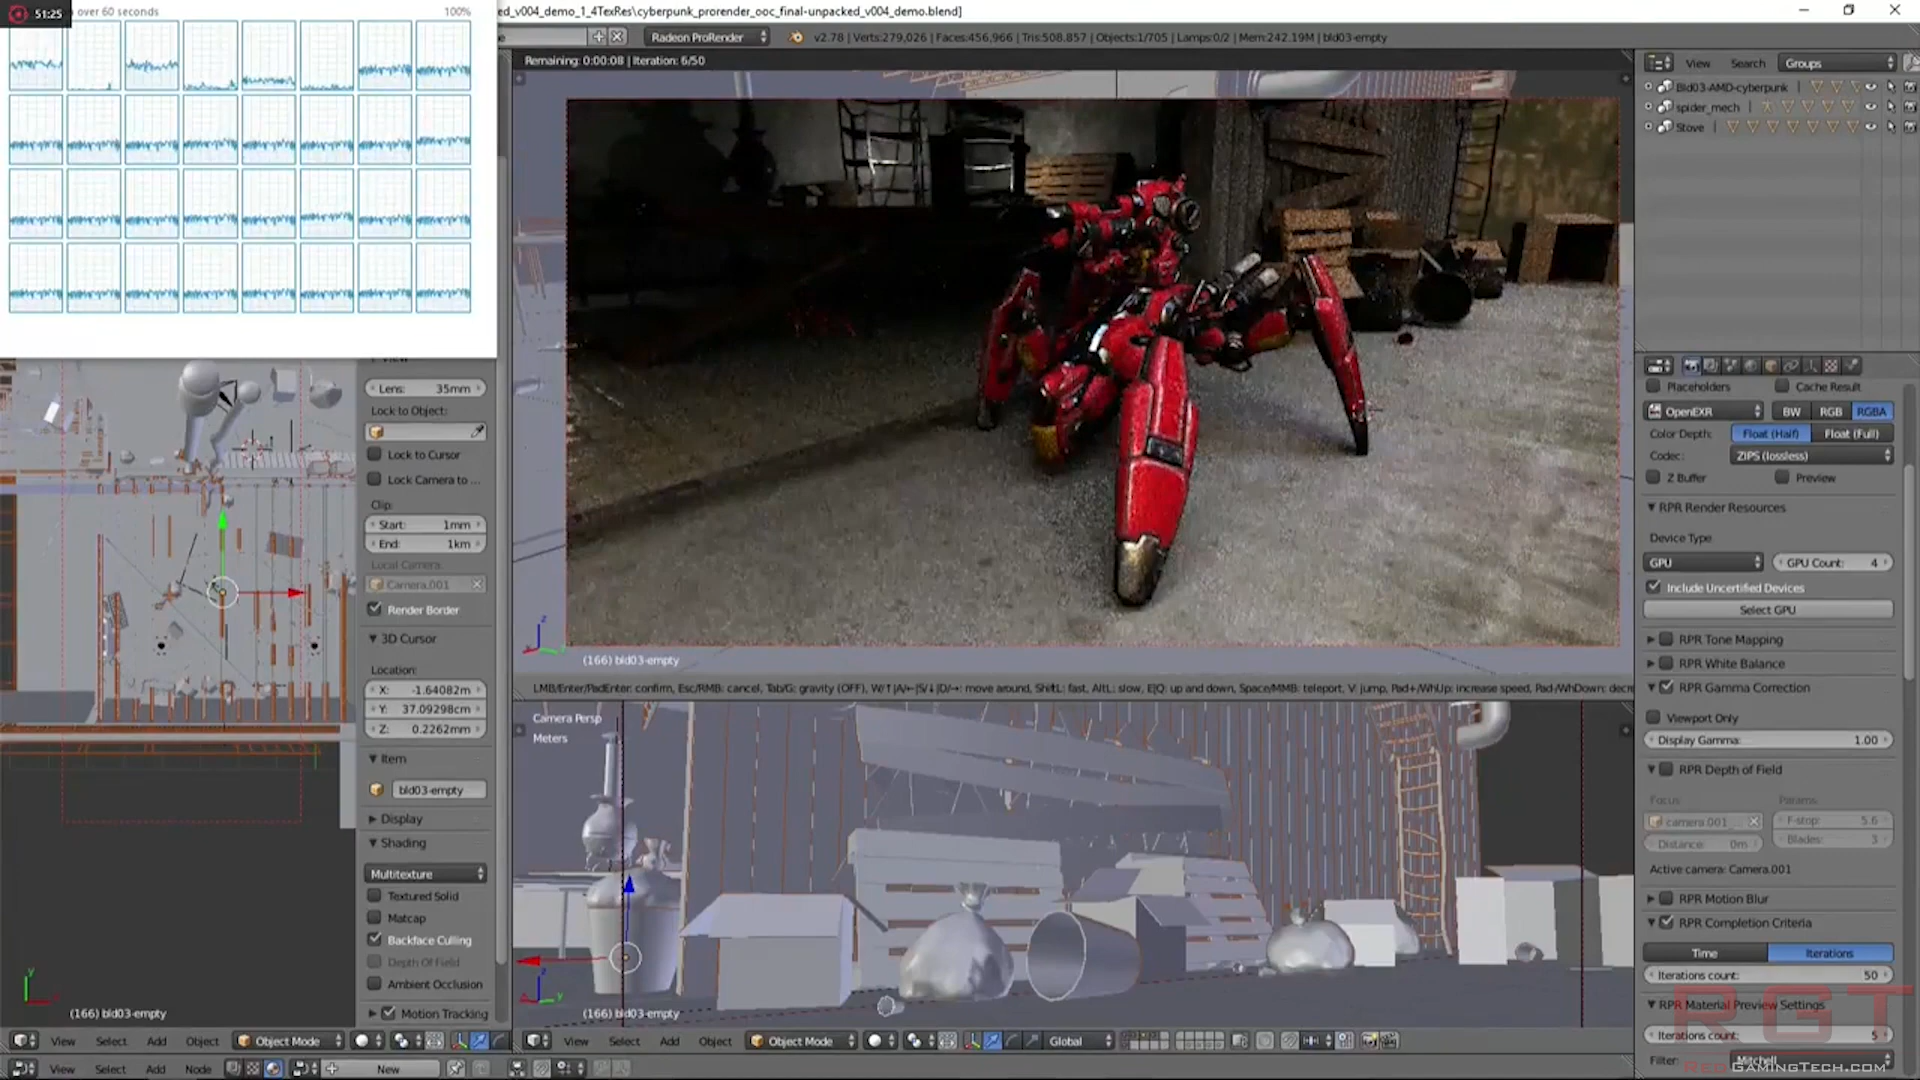 51:25
over 60 seconds
100%
ed_v004_demo_1_4TexRes\cyberpunk_prorender_ooc_final-unpacked_v004_demo.blend]
Radeon ProRender
v2.78 | Verts:279,026 | Faces:456,966 | Tris:508.857 | Objects:1/705 | Lamps:0/2 | Mem:242.19M | bld03-empty
Remaining: 0:00:08 | Iteration: 6/50
View
Search
Groups
Bld03-AMD-cyberpunk
spider_mech
Stove
Lens: 35mm
Lock to Object:
Lock to Cursor
Lock Camera to ...
Clip:
Start: 1mm
End: 1km
Local Camera:
Camera.001
Render Border
3D Cursor
Location:
X: -1.64082m
Y: 37.09298cm
Z: 0.2262mm
Item
bld03-empty
Display
Shading
Multitexture
Textured Solid
Matcap
Backface Culling
Depth Of Field
Ambient Occlusion
Motion Tracking
(166) bld03-empty
(166) bld03-empty
LMB/Enter/PadEnter: confirm, Esc/RMB: cancel, Tab/G: gravity (OFF),
move around,
fast, AltL: slow, E|Q: up and down, Space/MMB: teleport, V: jump, Pad+/WhUp: increase speed, Pad-/WhDown: decre
Camera Persp
Meters
(166) bld03-empty
Placeholders
Cache Result
OpenEXR
BW
RGB
RGBA
Color Depth:
Float (Half)
Float (Full)
Codec:
ZIPS (lossless)
Z Buffer
Preview
RPR Render Resources
Device Type
GPU
GPU Count: 4
Include Uncertified Devices
Select GPU
RPR Tone Mapping
RPR White Balance
RPR Gamma Correction
Viewport Only
Display Gamma: 1.00
RPR Depth of Field
Focus:
Params:
camera.001
F-stop: 5.6
Distance: 0m
Blades: 3
Active camera: Camera.001
RPR Motion Blur
RPR Completion Criteria
Time
Iterations
Iterations count: 50
RPR Material Preview Settings
Iterations count: 5
Filter: Mitchell
RGT
RedGamingTech.com
View
Select
Add
Object
Object Mode
View
Select
Add
Object
Object Mode
Global
View
Select
Add
Node
New